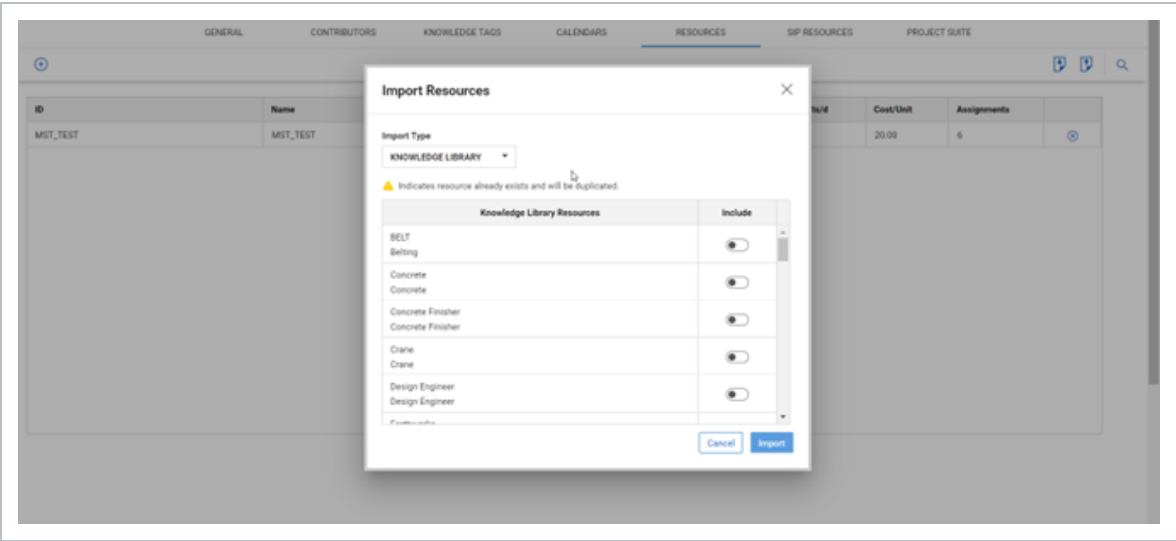 GENERAL CONTRIBUTORS KNOWLEDGE TAGS CALENDARS RESOURCES SIP RESOURCES PROJECT SUITE
Import Resources
ID Name ts/d Cost/Unit Assignments
MST_TEST MST_TEST 20.00 6
Import Type
KNOWLEDGE LIBRARY
Indicates resource already exists and will be duplicated.
Knowledge Library Resources Include
BELT
Belting
Concrete
Concrete
Concrete Finisher
Concrete Finisher
Crane
Crane
Design Engineer
Design Engineer
Cancel Import